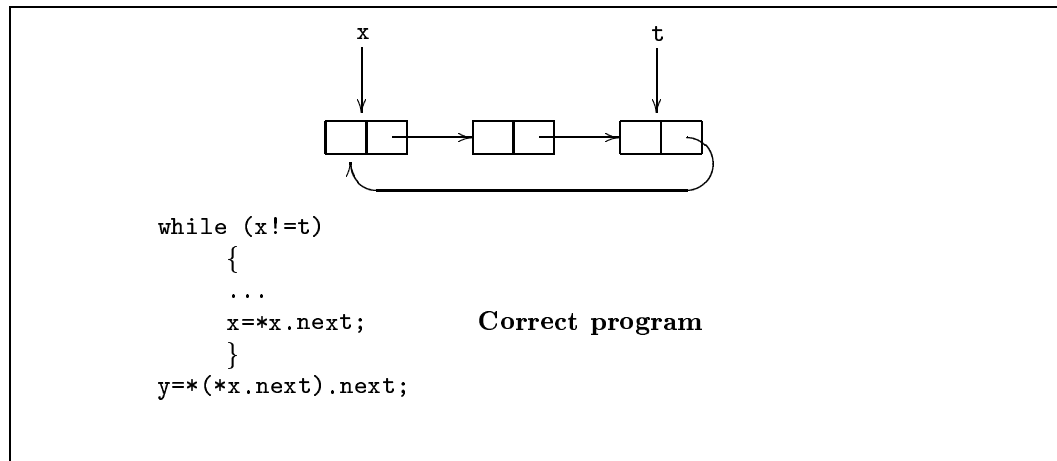 x t
while (x!=t)
{
...
x=*x.next; Correct program
}
y=*(*x.next).next;